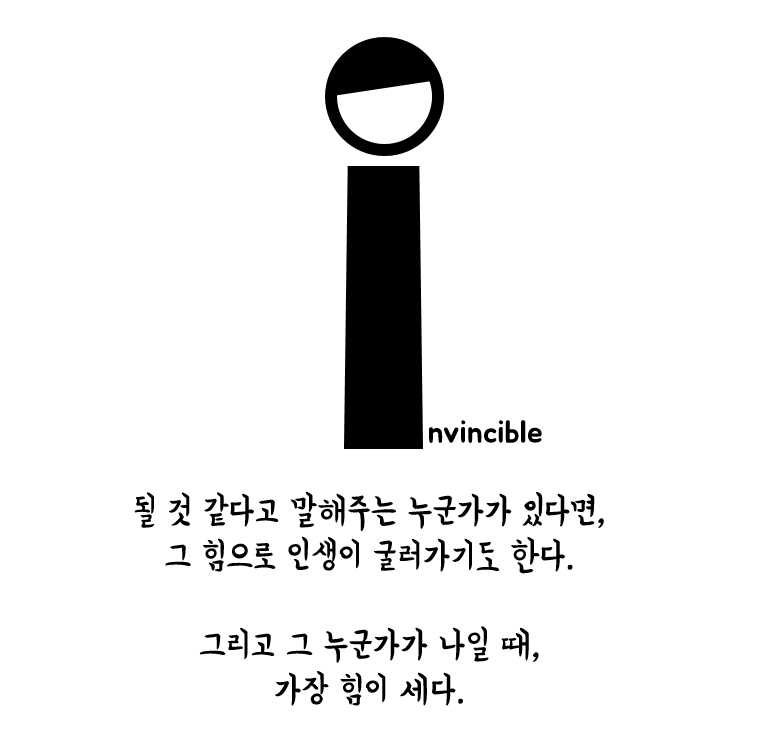 invincible
될 것 같다고 말해주는 누군가가 있다면,
그 힘으로 인생이 굴러가기도 한다.
그리고 그 누군가가 나일 때,
가장 힘이 세다.